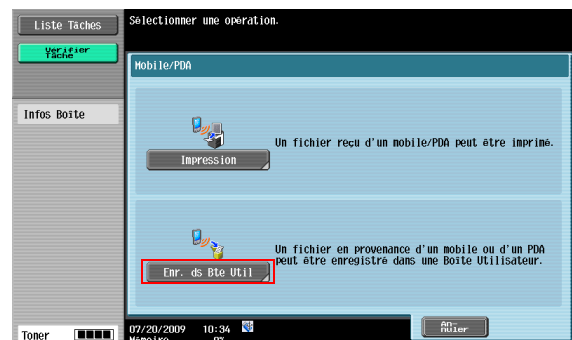 Liste Tâches
Sélectionner une opération.
Vérifier
Tâche
Mobile/PDA
Infos Boîte
Un fichier reçu d'un mobile/PDA peut être imprimé.
Impression
Un fichier en provenance d'un mobile ou d'un PDA
peut être enregistré dans une Boîte Utilisateur.
Enr. ds Bte Util
Toner
07/20/2009 10:34
Mémoire 0%
An-
nuler